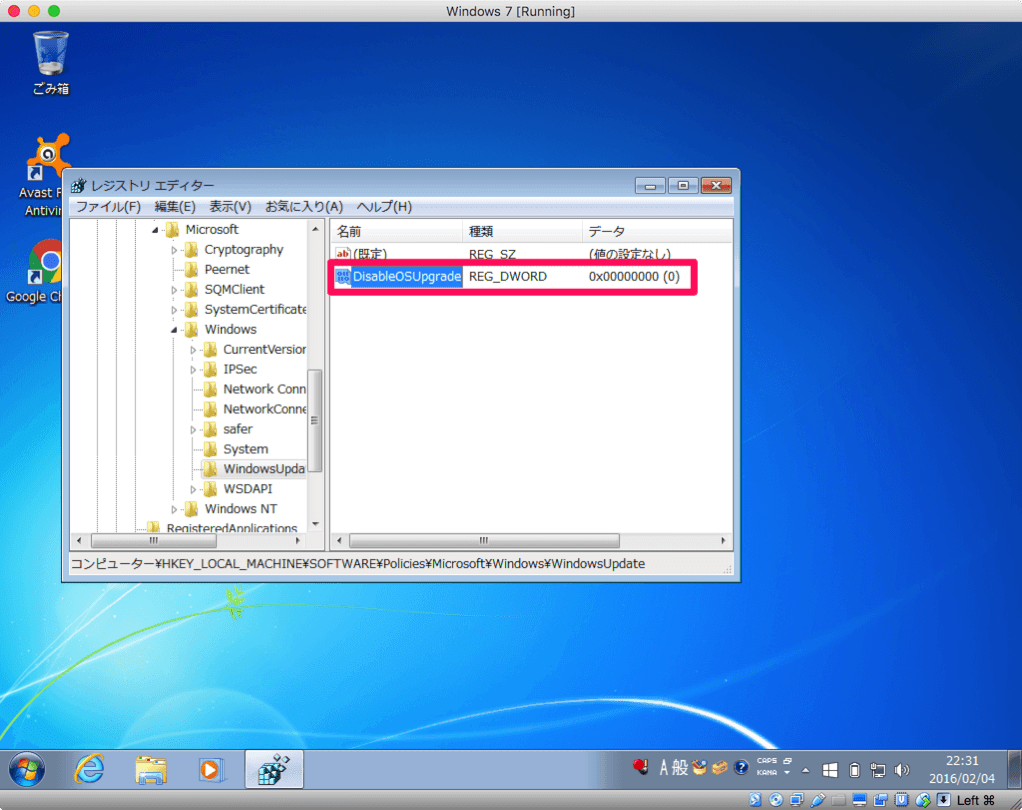 Windows 7 [Running]
ごみ箱
Avast F
Antivir
Google Ch
レジストリ エディター
ファイル(F) 編集(E) 表示(V) お気に入り(A) ヘルプ(H)
Microsoft
Cryptography
Peernet
SQMClient
SystemCertificate
Windows
CurrentVersion
IPSec
Network Conn
NetworkConne
safer
System
WindowsUpda
WSDAPI
Windows NT
RegisteredApplications
名前 種類 データ
ab (既定) REG_SZ (値の設定なし)
DisableOSUpgrade REG_DWORD 0x00000000 (0)
コンピューター¥HKEY_LOCAL_MACHINE¥SOFTWARE¥Policies¥Microsoft¥Windows¥WindowsUpdate
A 般
CAPS
KANA
22:31
2016/02/04
Left ⌘